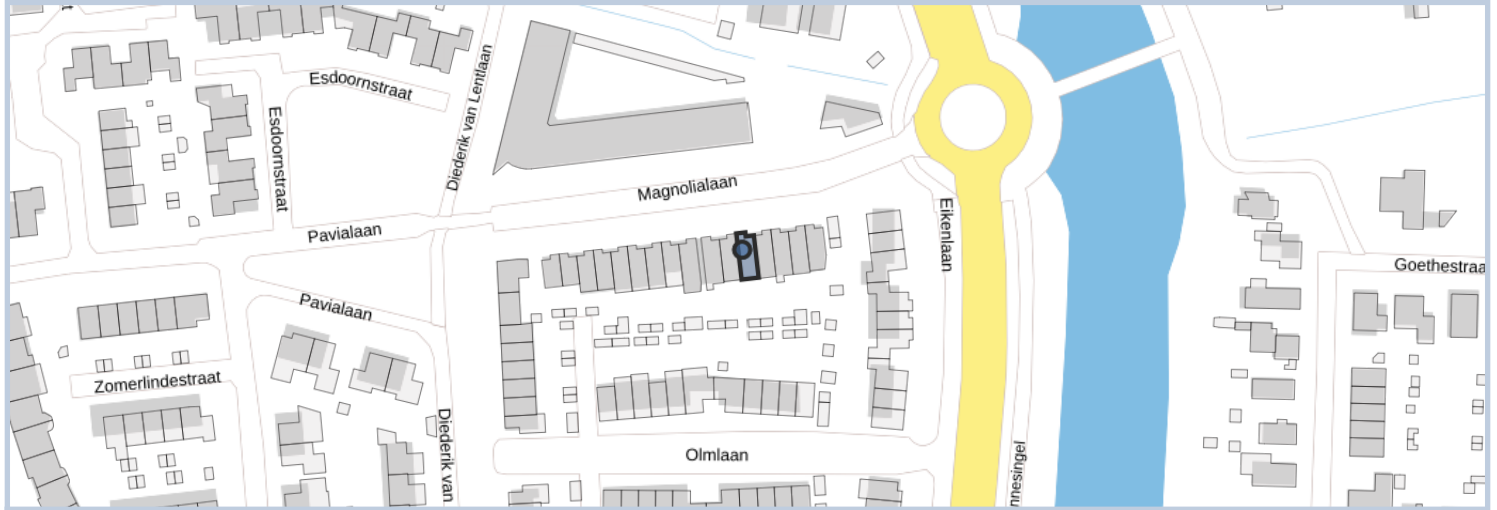 Esdoornstraat
Esdoornstraat
Diederik van Lentlaan
Magnolialaan
Pavialaan
Eikenlaan
Goethestraa
Pavialaan
Zomerlindestraat
Diederik van
Olmlaan
nnesingel